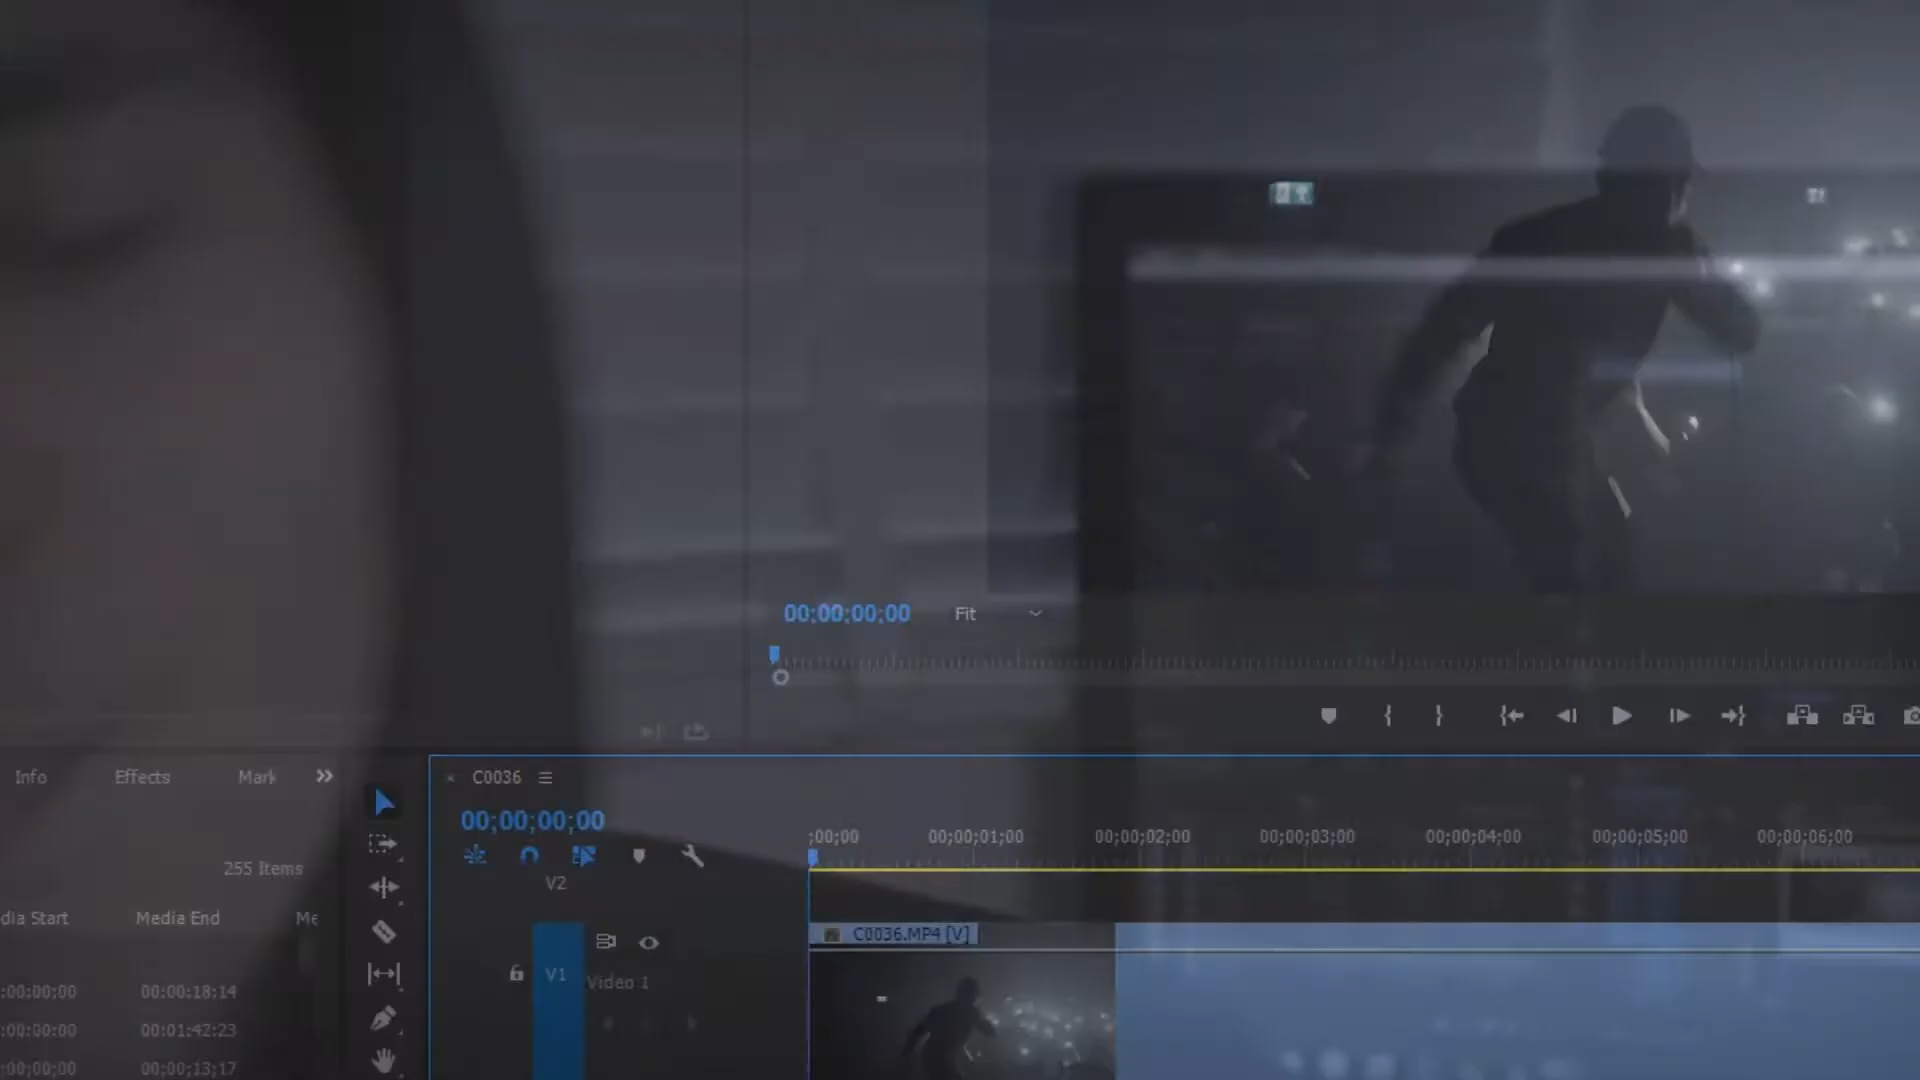 00;00;00;00
Fit
Info Effects Mark
C0036
00;00;00;00
;00;00 00;00;01;00 00;00;02;00 00;00;03;00 00;00;04;00 00;00;05;00 00;00;06;00
255 Items
V2
dia Start Media End Me
C0036.MP4 [V]
V1 Video 1
:00:00;00 00:00:18:14
:00:00:00 00:01:42:23
:00;00;00 00;00;13;17